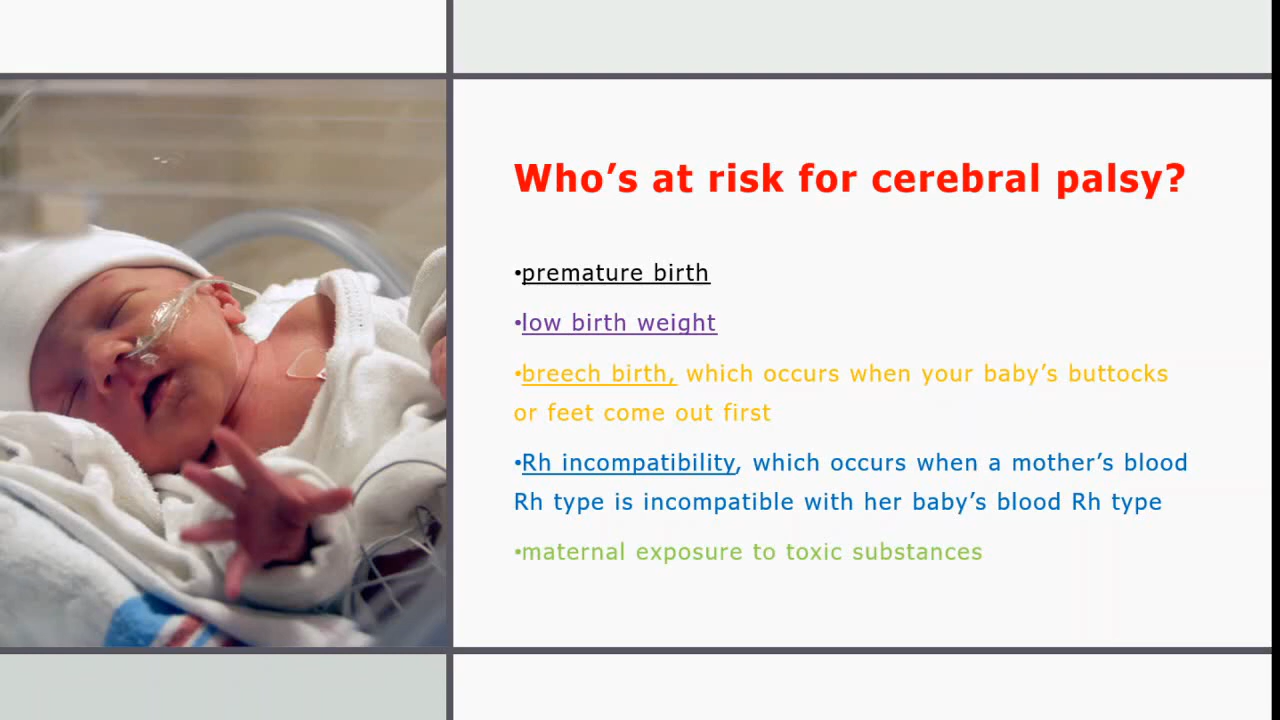 Who’s at risk for cerebral palsy?
•premature birth
•low birth weight
•breech birth, which occurs when your baby’s buttocks
or feet come out first
•Rh incompatibility, which occurs when a mother’s blood
Rh type is incompatible with her baby’s blood Rh type
•maternal exposure to toxic substances